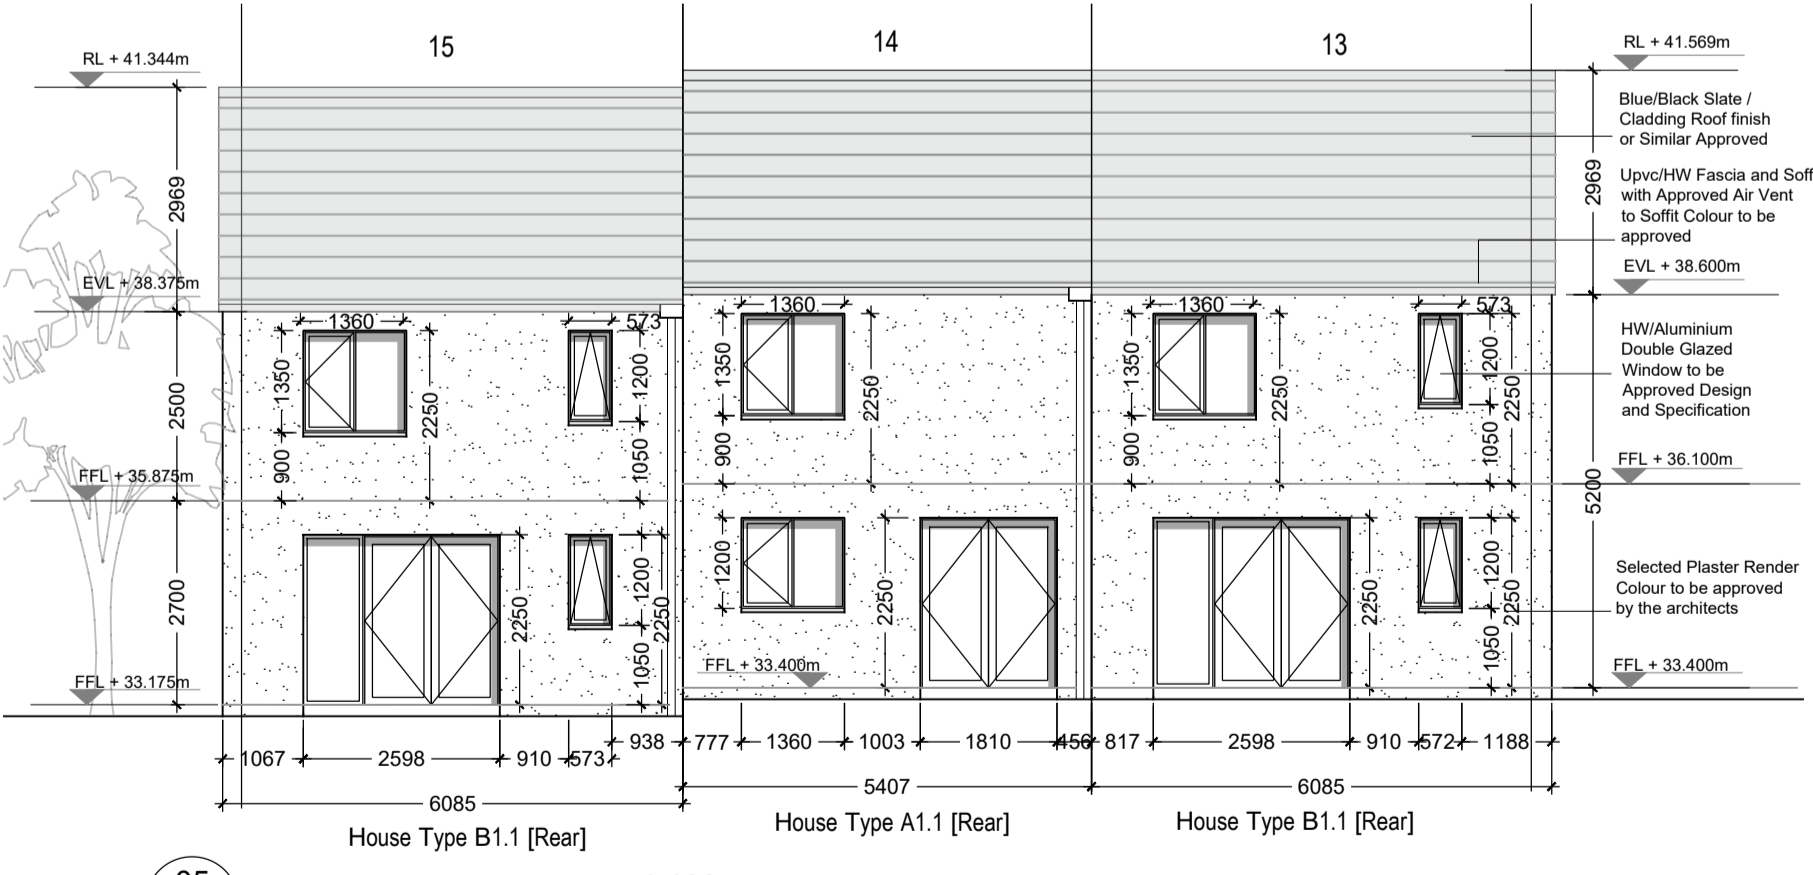 15
14
13
RL + 41.344m
RL + 41.569m
Blue/Black Slate /
Cladding Roof finish
or Similar Approved
Upvc/HW Fascia and Soff
with Approved Air Vent
to Soffit Colour to be
approved
2969
2969
EVL + 38.375m
EVL + 38.600m
1360
573
1360
1360
573
HW/Aluminium
Double Glazed
Window to be
Approved Design
and Specification
2500
1350
2250
1200
1350
2250
1350
2250
1200
2250
900
1050
900
900
1050
FFL + 35.875m
FFL + 36.100m
5200
2700
2250
1200
2250
1050
1200
2250
2250
1200
2250
1050
Selected Plaster Render
Colour to be approved
by the architects
FFL + 33.175m
FFL + 33.400m
FFL + 33.400m
1067
2598
910
573
938
777
1360
1003
1810
456
817
2598
910
572
1188
6085
5407
6085
House Type B1.1 [Rear]
House Type A1.1 [Rear]
House Type B1.1 [Rear]